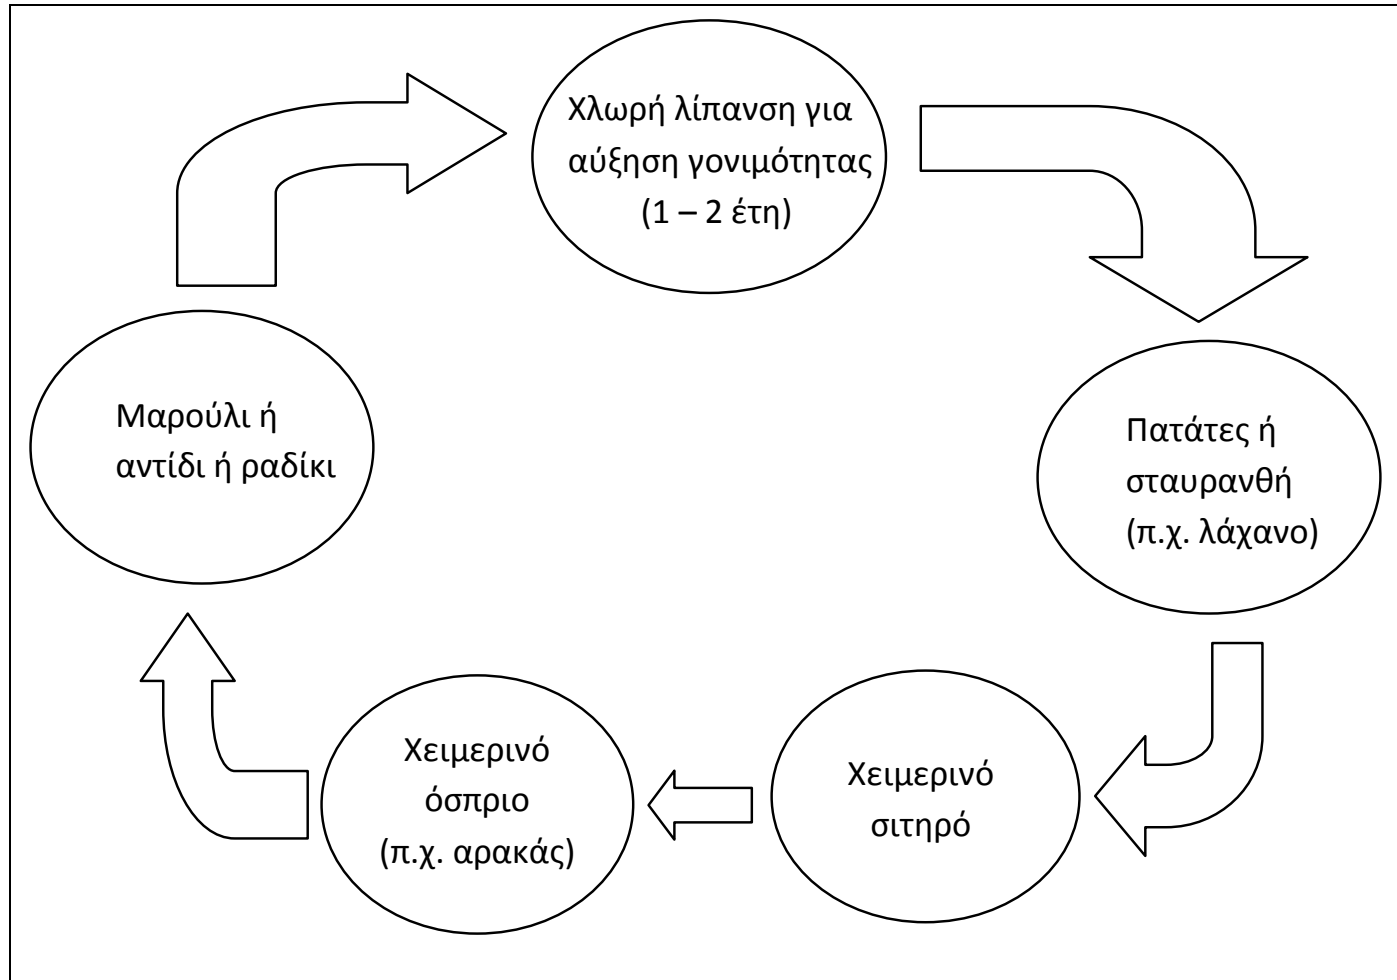 Χλωρή λίπανση για
αύξηση γονιμότητας
(1 – 2 έτη)
Πατάτες ή
σταυρανθή
(π.χ. λάχανο)
Χειμερινό
σιτηρό
Χειμερινό
όσπριο
(π.χ. αρακάς)
Μαρούλι ή
αντίδι ή ραδίκι